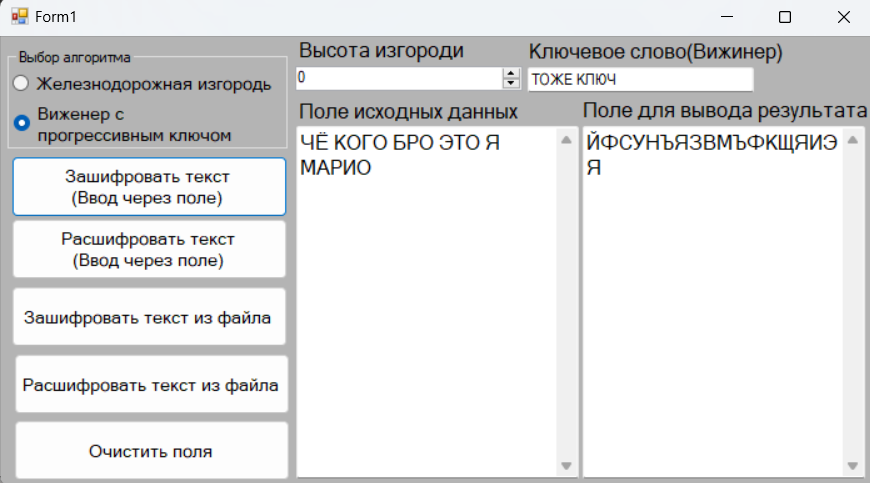 Form1
Выбор алгоритма
Железнодорожная изгородь
Виженер с
прогрессивным ключом
Зашифровать текст
(Ввод через поле)
Расшифровать текст
(Ввод через поле)
Зашифровать текст из файла
Расшифровать текст из файла
Очистить поля
Высота изгороди
0
Ключевое слово(Вижинер)
ТОЖЕ КЛЮЧ
Поле исходных данных
ЧЁ КОГО БРО ЭТО Я
МАРИО
Поле для вывода результата
ЙФСУНЪЯЗВМЪФКЩЯИЭ
Я